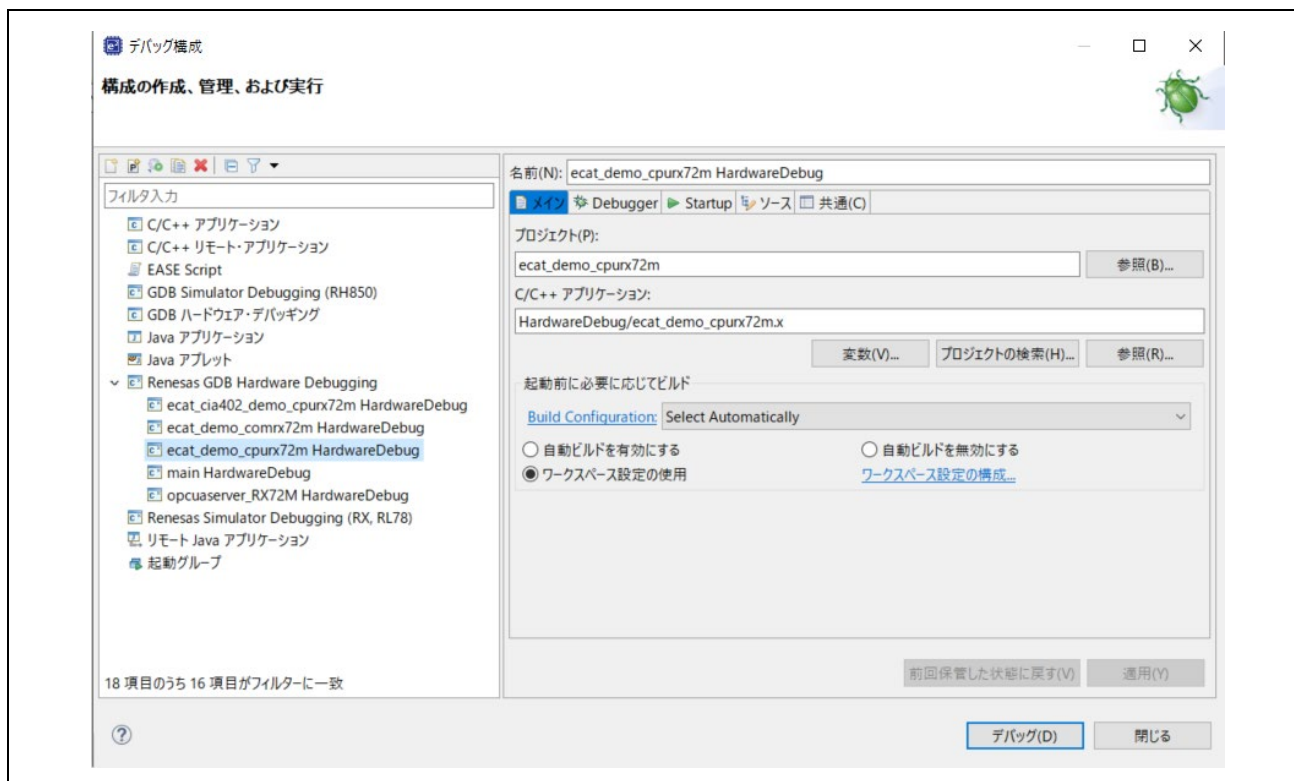 デバッグ構成
構成の作成、管理、および実行
フィルタ入力
C/C++ アプリケーション
C/C++ リモート・アプリケーション
EASE Script
GDB Simulator Debugging (RH850)
GDB ハードウェア・デバッギング
Java アプリケーション
Java アプレット
Renesas GDB Hardware Debugging
ecat_cia402_demo_cpurx72m HardwareDebug
ecat_demo_comrx72m HardwareDebug
ecat_demo_cpurx72m HardwareDebug
main HardwareDebug
opcuaserver_RX72M HardwareDebug
Renesas Simulator Debugging (RX, RL78)
リモート Java アプリケーション
起動グループ
18 項目のうち 16 項目がフィルターに一致
名前(N): ecat_demo_cpurx72m HardwareDebug
メイン Debugger Startup ソース 共通(C)
プロジェクト(P):
ecat_demo_cpurx72m 参照(B)...
C/C++ アプリケーション:
HardwareDebug/ecat_demo_cpurx72m.x
変数(V)... プロジェクトの検索(H)... 参照(R)...
起動前に必要に応じてビルド
Build Configuration: Select Automatically
自動ビルドを有効にする 自動ビルドを無効にする
ワークスペース設定の使用 ワークスペース設定の構成...
前回保管した状態に戻す(V) 適用(Y)
デバッグ(D) 閉じる